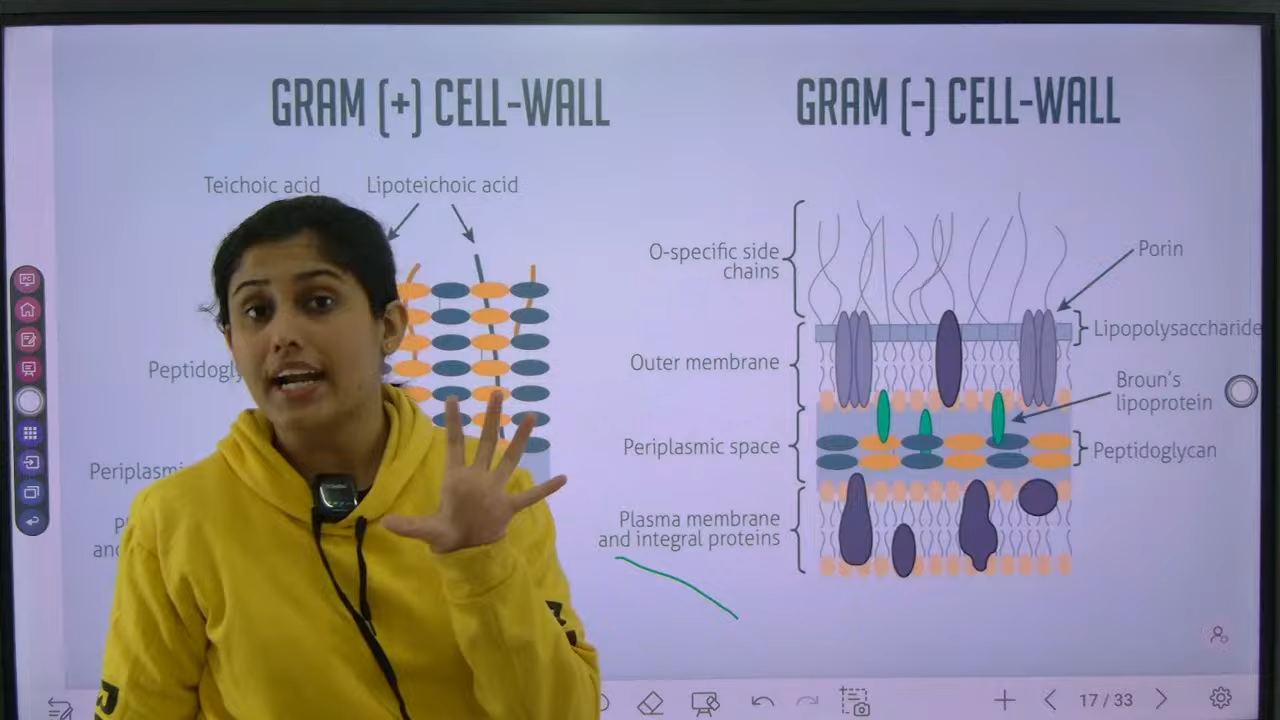 GRAM (+) CELL-WALL
GRAM (-) CELL-WALL
Teichoic acid
Lipoteichoic acid
O-specific side
chains
Porin
Lipopolysaccharide
Outer membrane
Broun's
lipoprotein
Periplasmic space
Peptidoglycan
Plasma membrane
and integral proteins
17 / 33